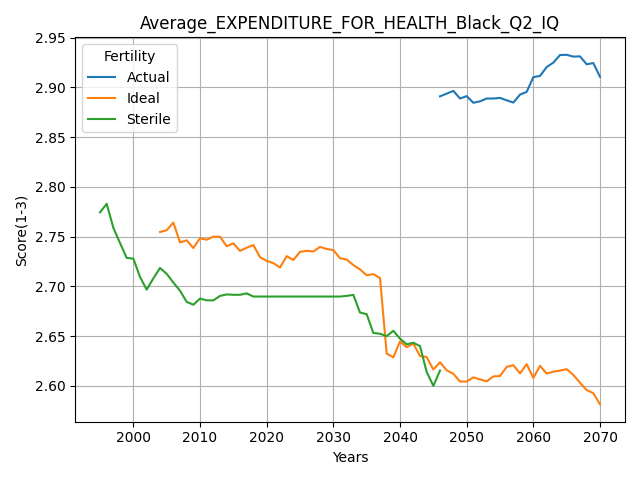 Average_EXPENDITURE_FOR_HEALTH_Black_Q2_IQ
Fertility
Actual
Ideal
Sterile
Score(1-3)
2.95
2.90
2.85
2.80
2.75
2.70
2.65
2.60
2000 2010 2020 2030 2040 2050 2060 2070
Years